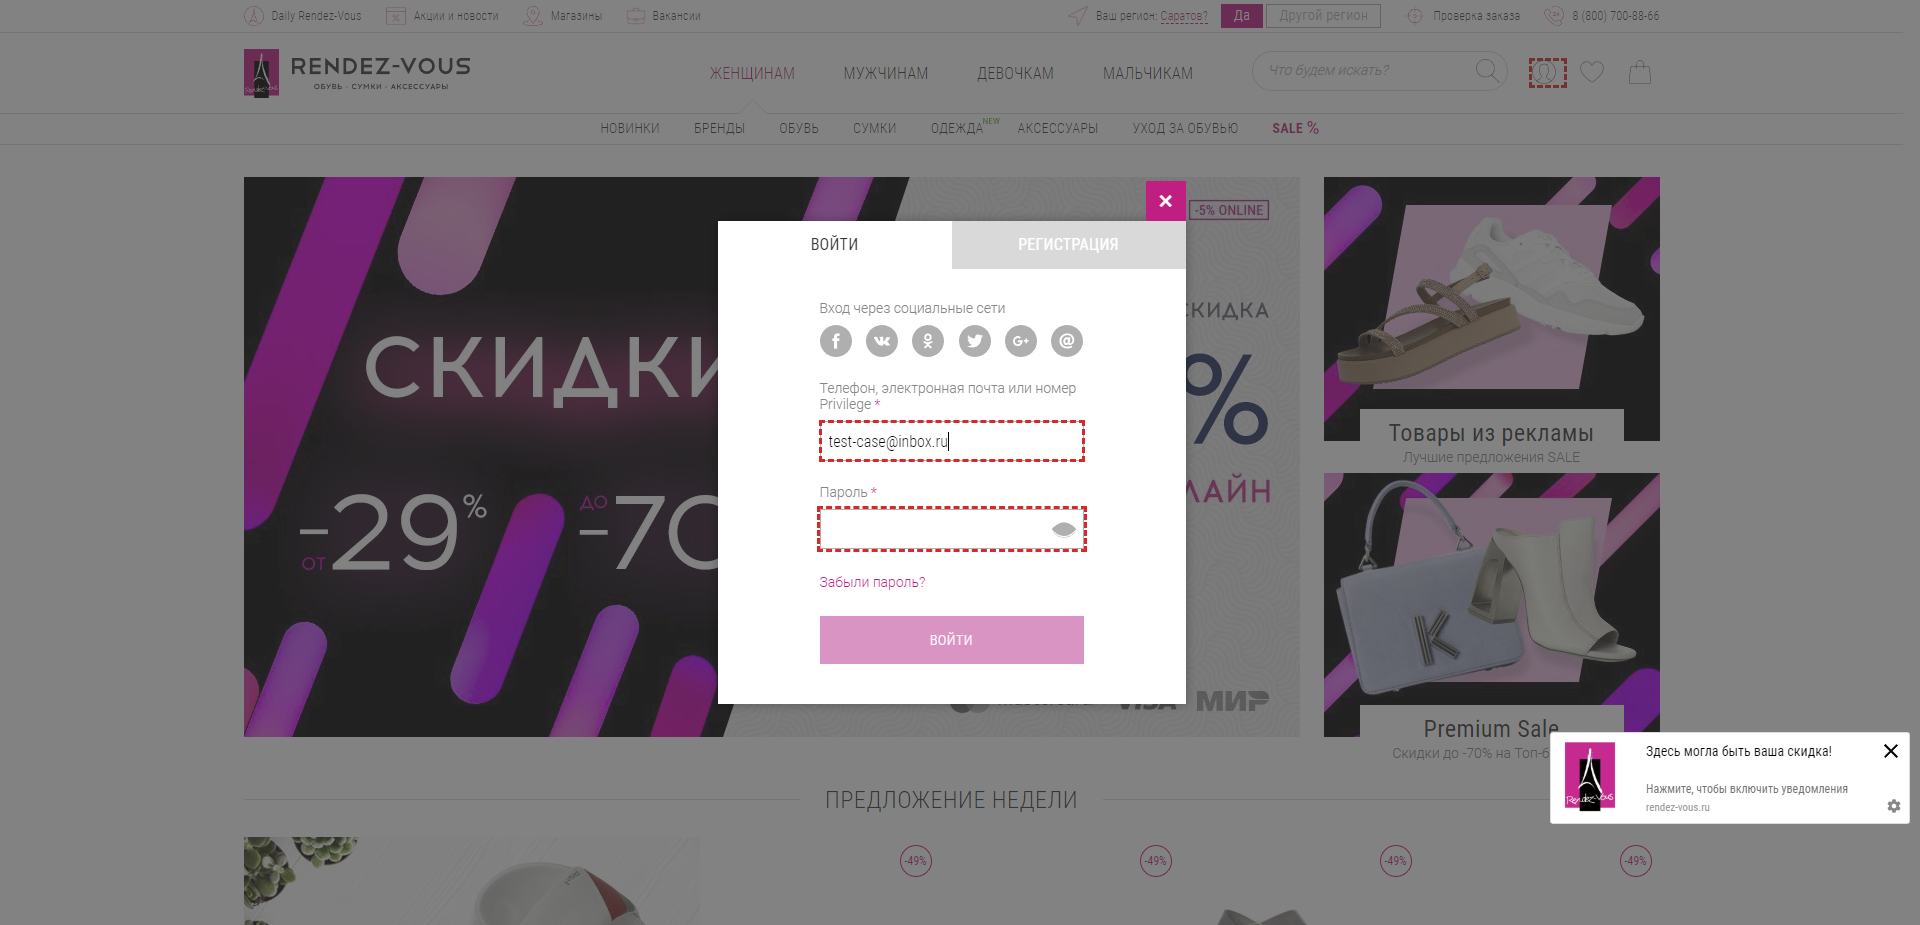 Daily Rendez-Vous
Акции и новости
Магазины
Вакансии
Ваш регион: Саратов?
Да
Другой регион
Проверка заказа
8 (800) 700-88-66
RENDEZ-VOUS
ОБУВЬ · СУМКИ · АКСЕССУАРЫ
ЖЕНЩИНАМ
МУЖЧИНАМ
ДЕВОЧКАМ
МАЛЬЧИКАМ
Что будем искать?
НОВИНКИ
БРЕНДЫ
ОБУВЬ
СУМКИ
ОДЕЖДА NEW
АКСЕССУАРЫ
УХОД ЗА ОБУВЬЮ
SALE %
-5% ONLINE
СКИДКИ
ОТ -29%
ДО -70
СКИДКА
%
ЛАЙН
VISA
МИР
ВОЙТИ
РЕГИСТРАЦИЯ
Вход через социальные сети
Телефон, электронная почта или номер
Privilege *
test-case@inbox.ru
Пароль *
Забыли пароль?
ВОЙТИ
Товары из рекламы
Лучшие предложения SALE
Premium Sale
Скидки до -70% на Топ-б
Здесь могла быть ваша скидка!
Нажмите, чтобы включить уведомления
rendez-vous.ru
Rendez-Vous
ПРЕДЛОЖЕНИЕ НЕДЕЛИ
-49%
-49%
-49%
-49%